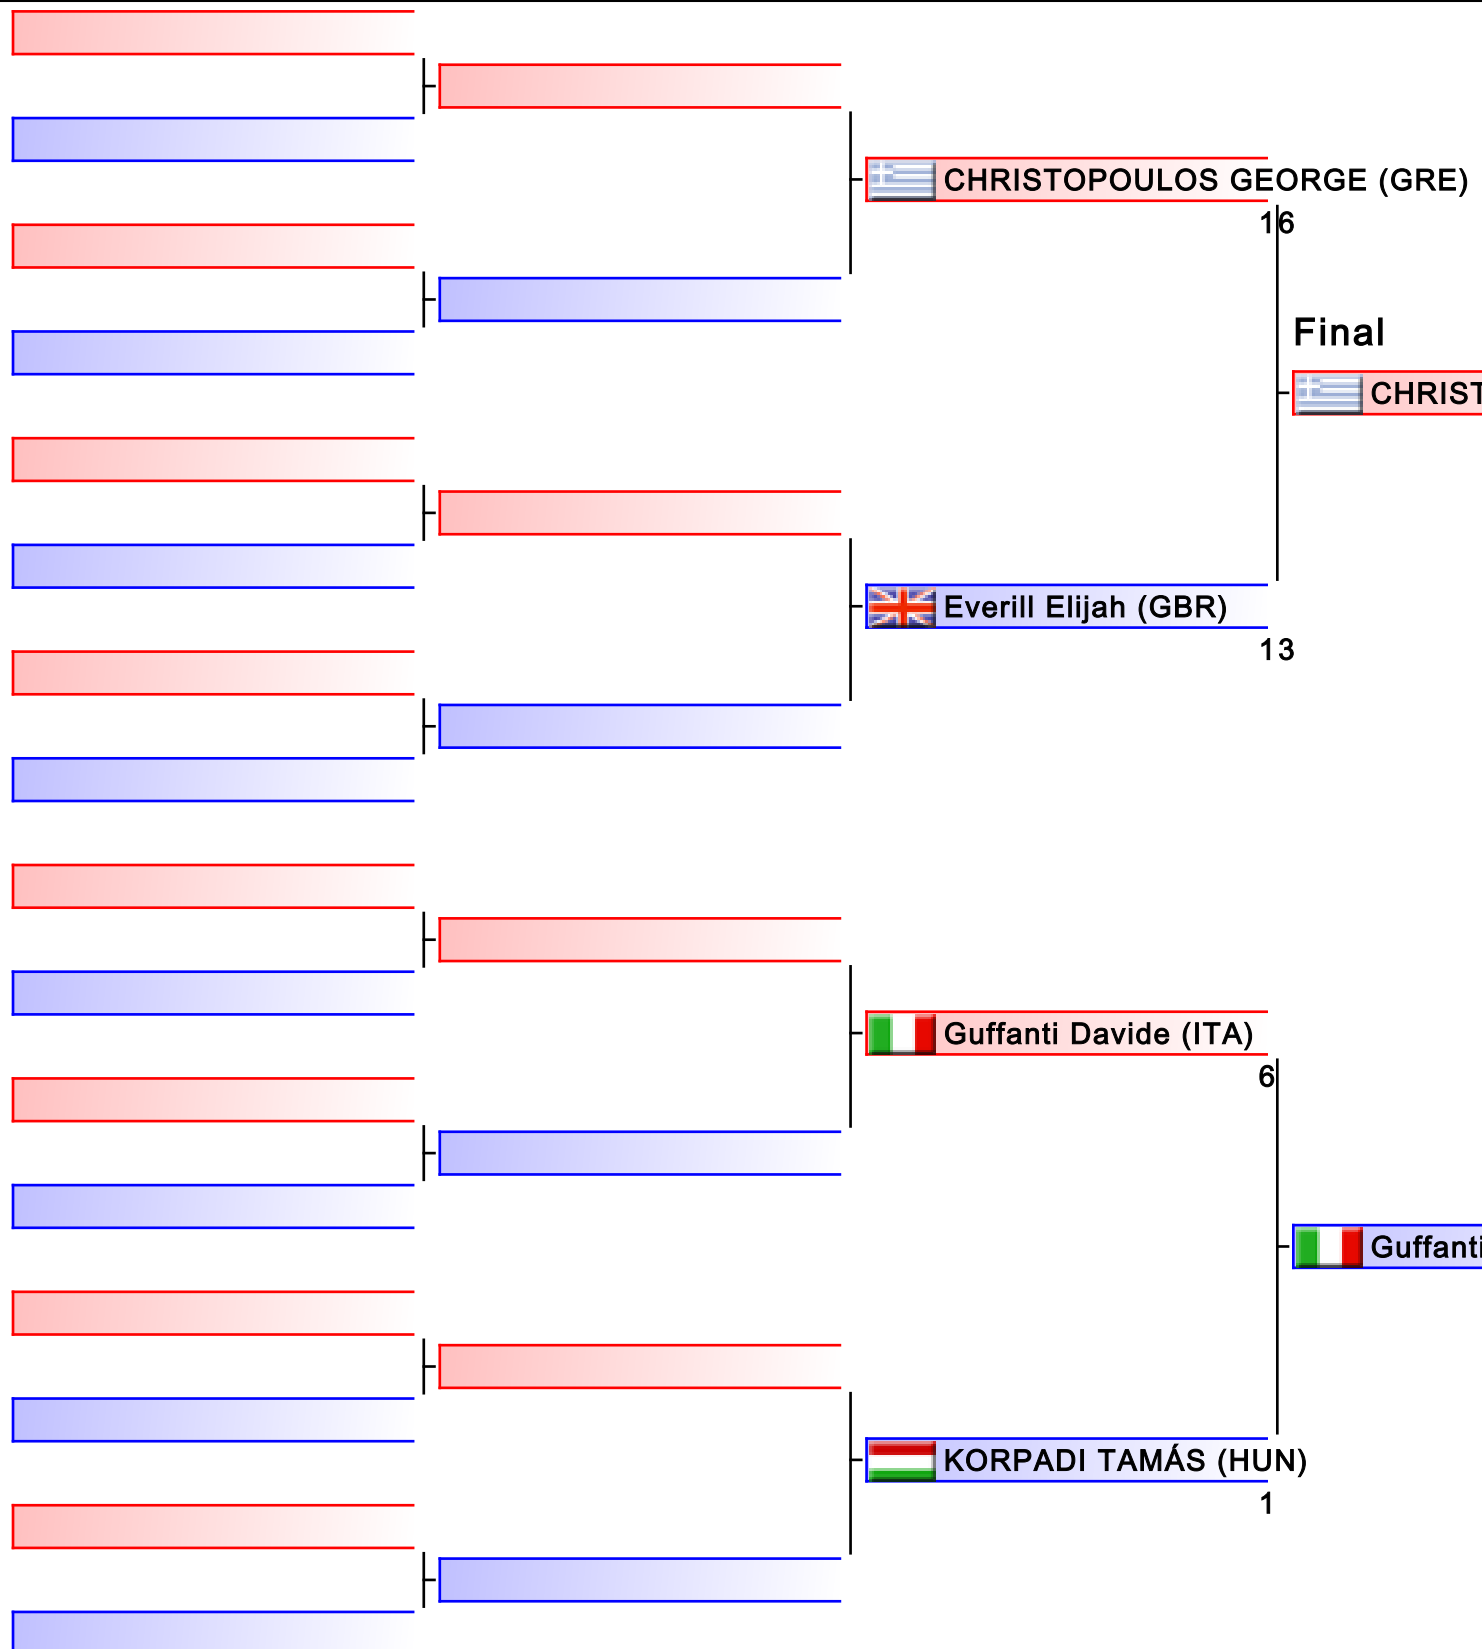 CHRISTOPOULOS GEORGE (GRE)
16
Final
CHRIST
Everill Elijah (GBR)
13
Guffanti Davide (ITA)
6
Guffanti
KORPADI TAMÁS (HUN)
1